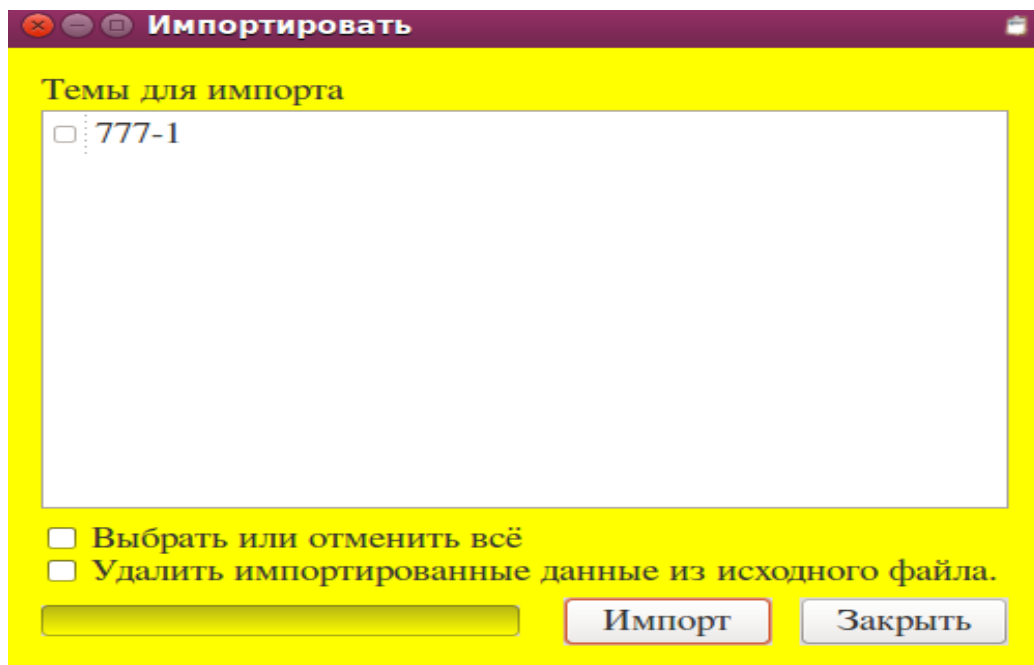 Импортировать
Темы для импорта
777-1
Выбрать или отменить всё
Удалить импортированные данные из исходного файла.
Импорт Закрыть